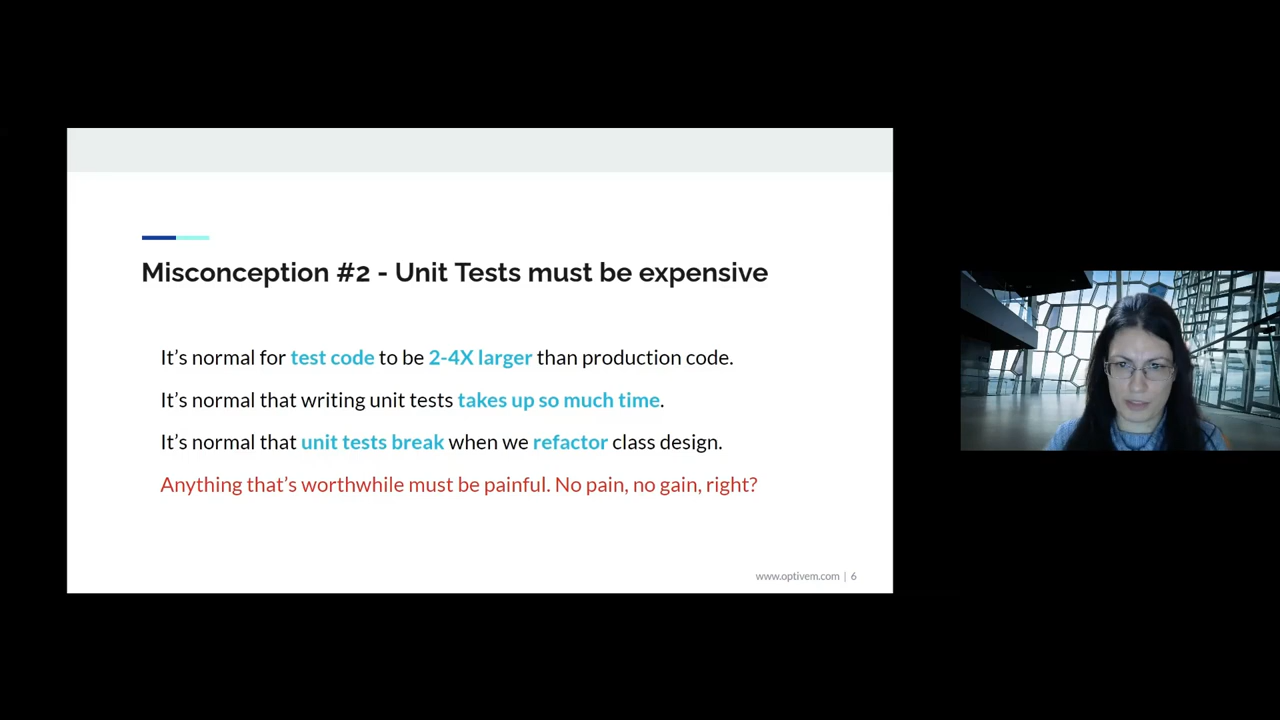 Misconception #2 - Unit Tests must be expensive
It's normal for test code to be 2-4X larger than production code.
It's normal that writing unit tests takes up so much time.
It's normal that unit tests break when we refactor class design.
Anything that's worthwhile must be painful. No pain, no gain, right?
www.optivem.com | 6